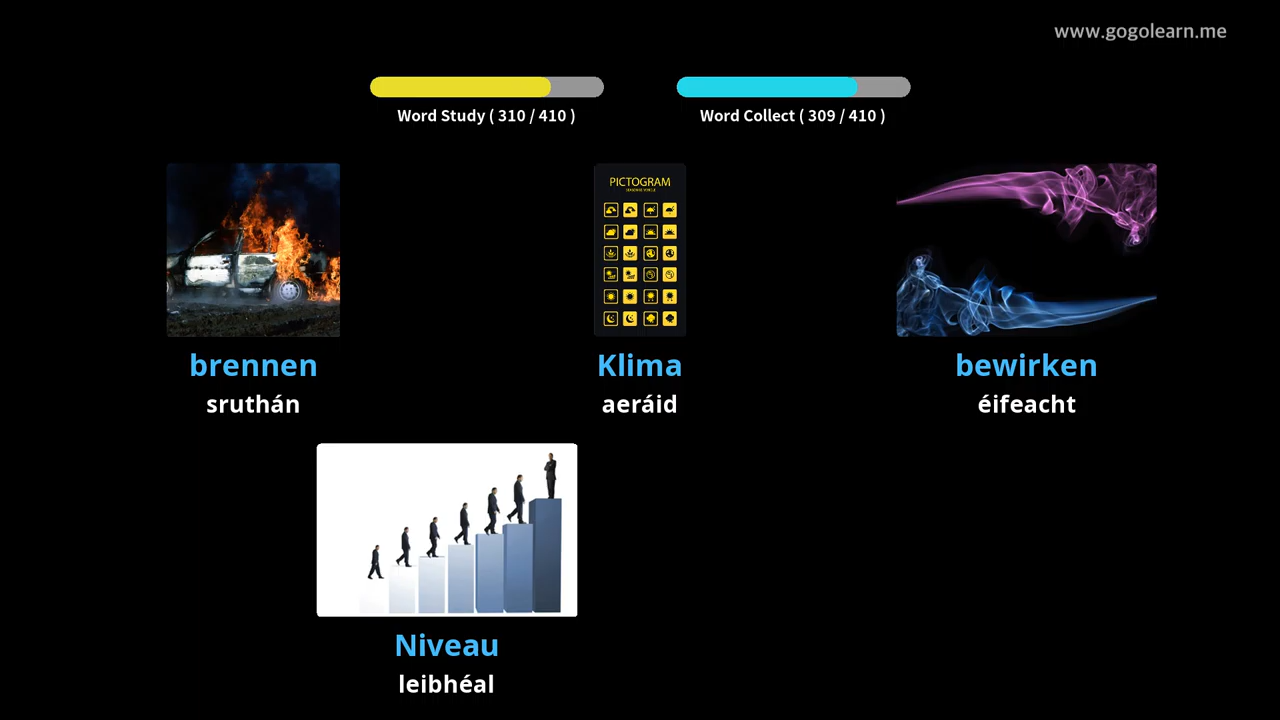 www.gogolearn.me
Word Study ( 310 / 410 )
Word Collect ( 309 / 410 )
PICTOGRAM
brennen
sruthán
Klima
aeráid
bewirken
éifeacht
Niveau
leibhéal